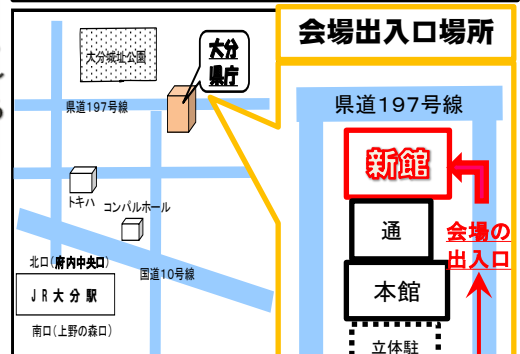 大分城址公園
大分
県庁
県道197号線
トキハ
コンパルホール
北口(府内中央口)
国道10号線
JR大分駅
南口(上野の森口)
会場出入口場所
県道197号線
新館
通
会場の
出入口
本館
立体駐